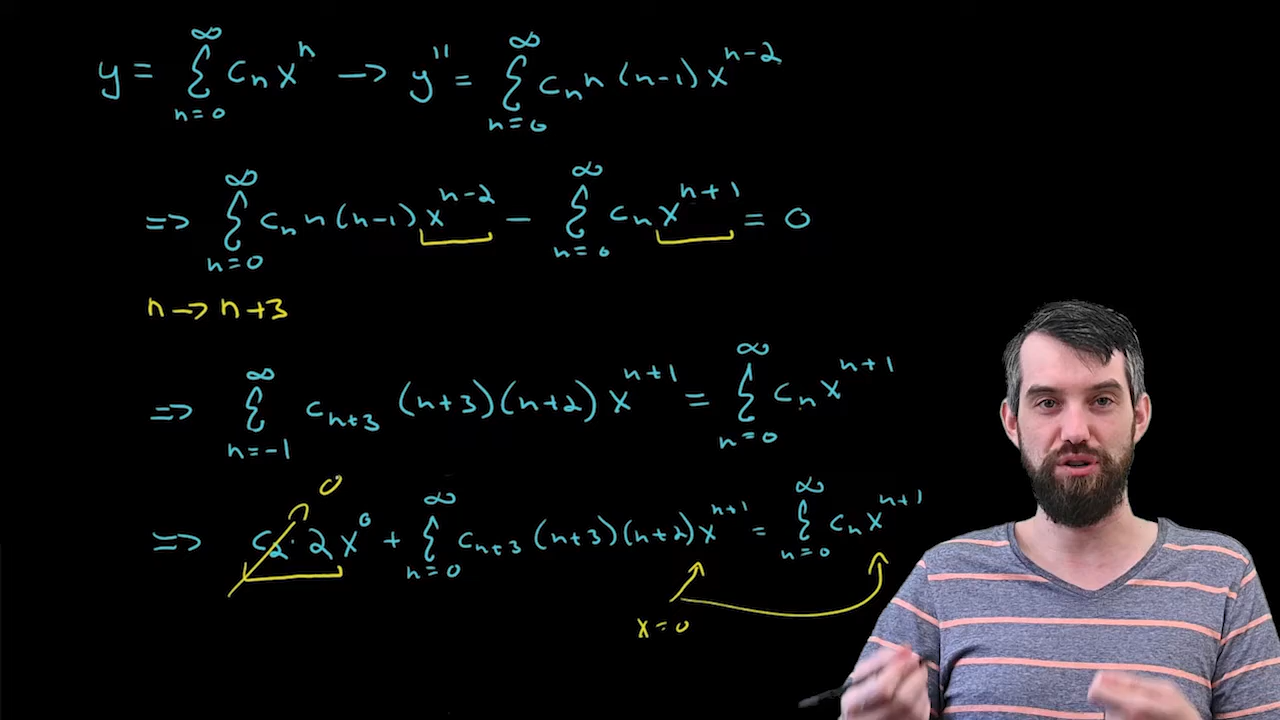 y = ∑_{n=0}^{∞} c_n x^n → y'' = ∑_{n=0}^{∞} c_n n (n-1) x^{n-2}
⇒ ∑_{n=0}^{∞} c_n n (n-1) x^{n-2} − ∑_{n=0}^{∞} c_n x^{n+1} = 0
n → n+3
⇒ ∑_{n=-1}^{∞} c_{n+3} (n+3)(n+2) x^{n+1} = ∑_{n=0}^{∞} c_n x^{n+1}
0
⇒ c_2 · 2x^0 + ∑_{n=0}^{∞} c_{n+3} (n+3)(n+2) x^{n+1} = ∑_{n=0}^{∞} c_n x^{n+1}
x=0